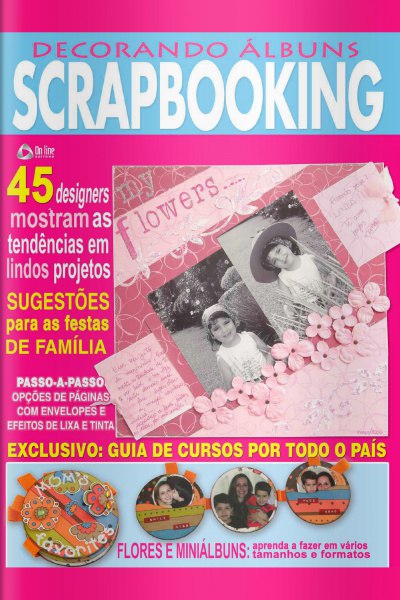 DECORANDO ÁLBUNS
SCRAPBOOKING
On line
EDITORA
45 designers
mostram as
tendências em
lindos projetos
SUGESTÕES
para as festas
DE FAMÍLIA
PASSO-A-PASSO
OPÇÕES DE PÁGINAS
COM ENVELOPES E
EFEITOS DE LIXA E TINTA
my
flowers....
EXCLUSIVO: GUIA DE CURSOS POR TODO O PAÍS
MOMS
favorites
FLORES E MINIÁLBUNS: aprenda a fazer em vários
tamanhos e formatos